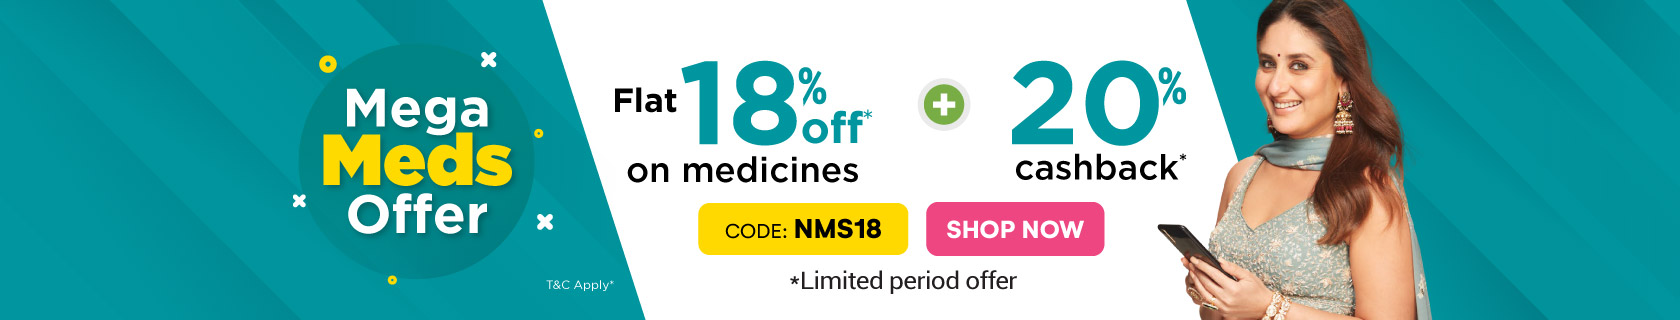 Mega
Meds
Offer
T&C Apply*
Flat 18% off*
on medicines
20%
cashback*
CODE: NMS18
SHOP NOW
*Limited period offer